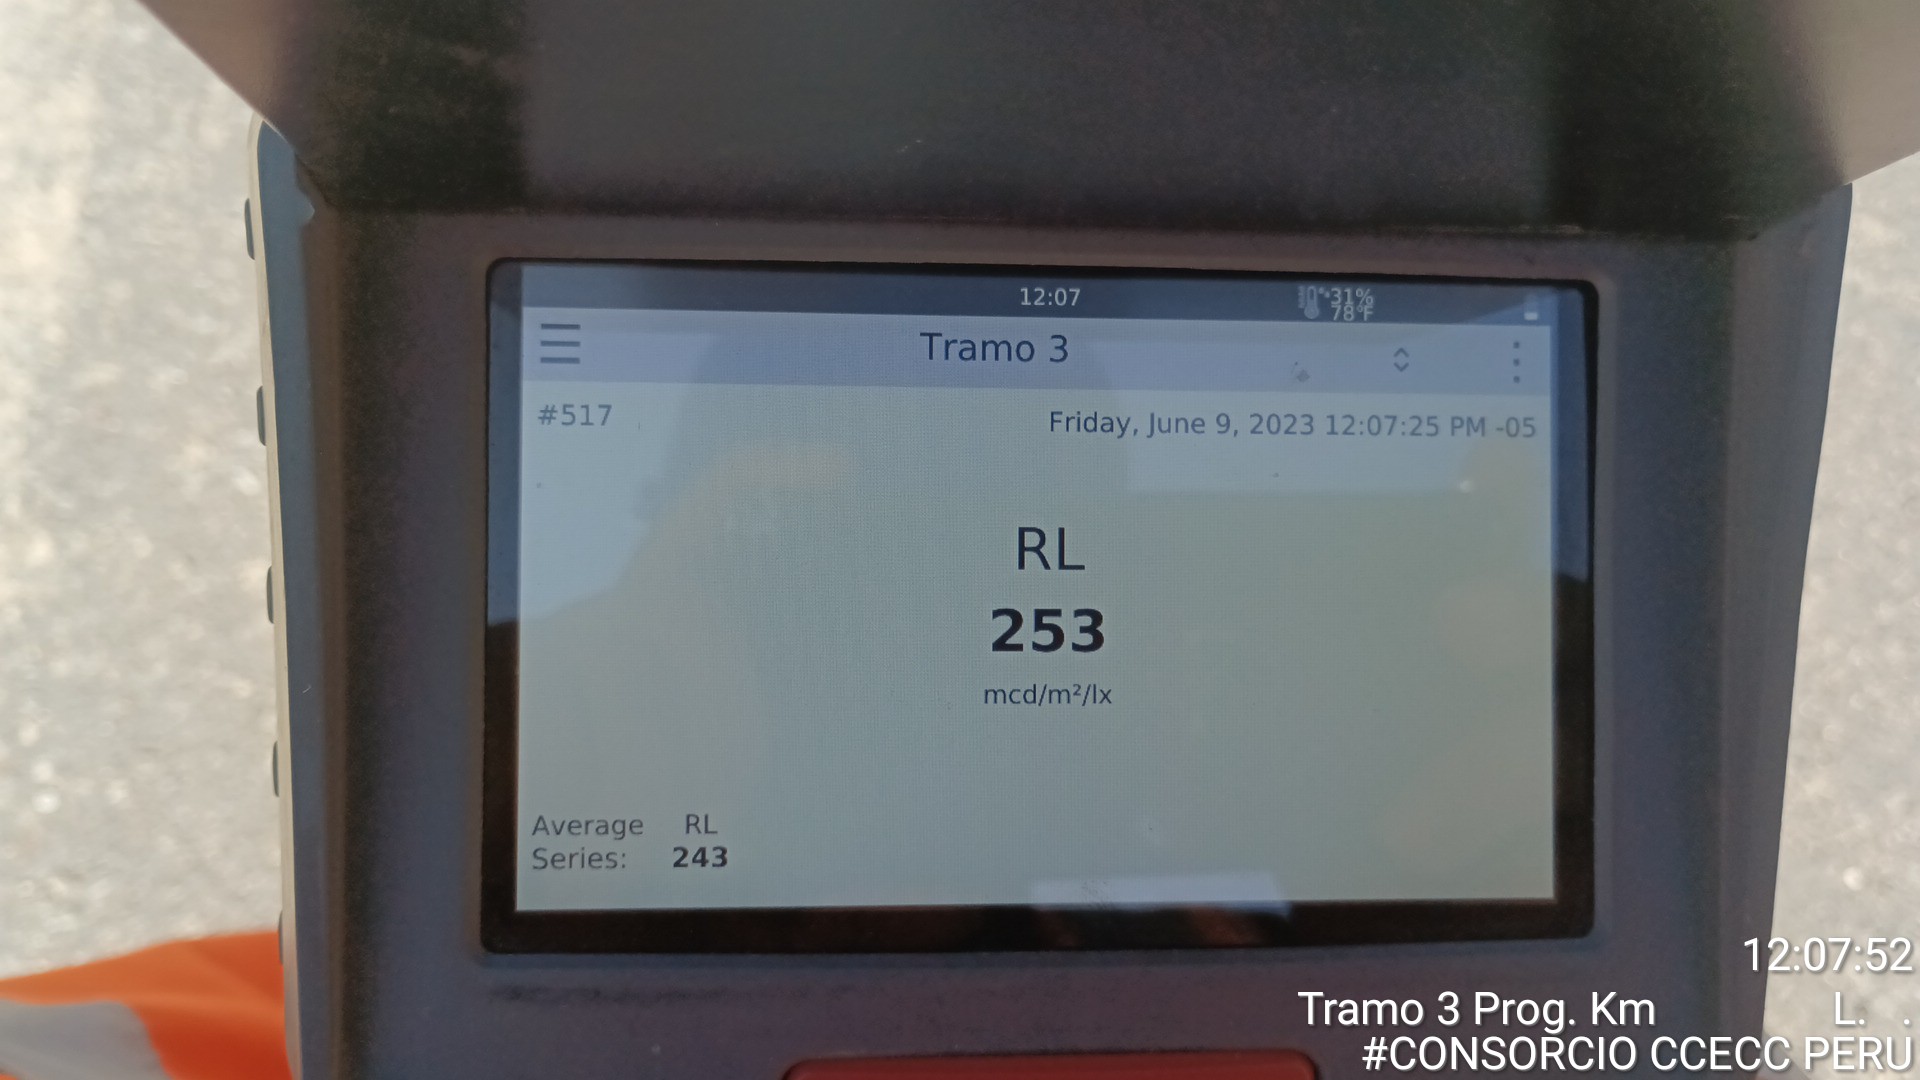 12:07
31%
78°F
Tramo 3
#517
Friday, June 9, 2023 12:07:25 PM -05
RL
253
mcd/m²/lx
Average RL
Series: 243
12:07:52
Tramo 3 Prog. Km L. .
#CONSORCIO CCECC PERU